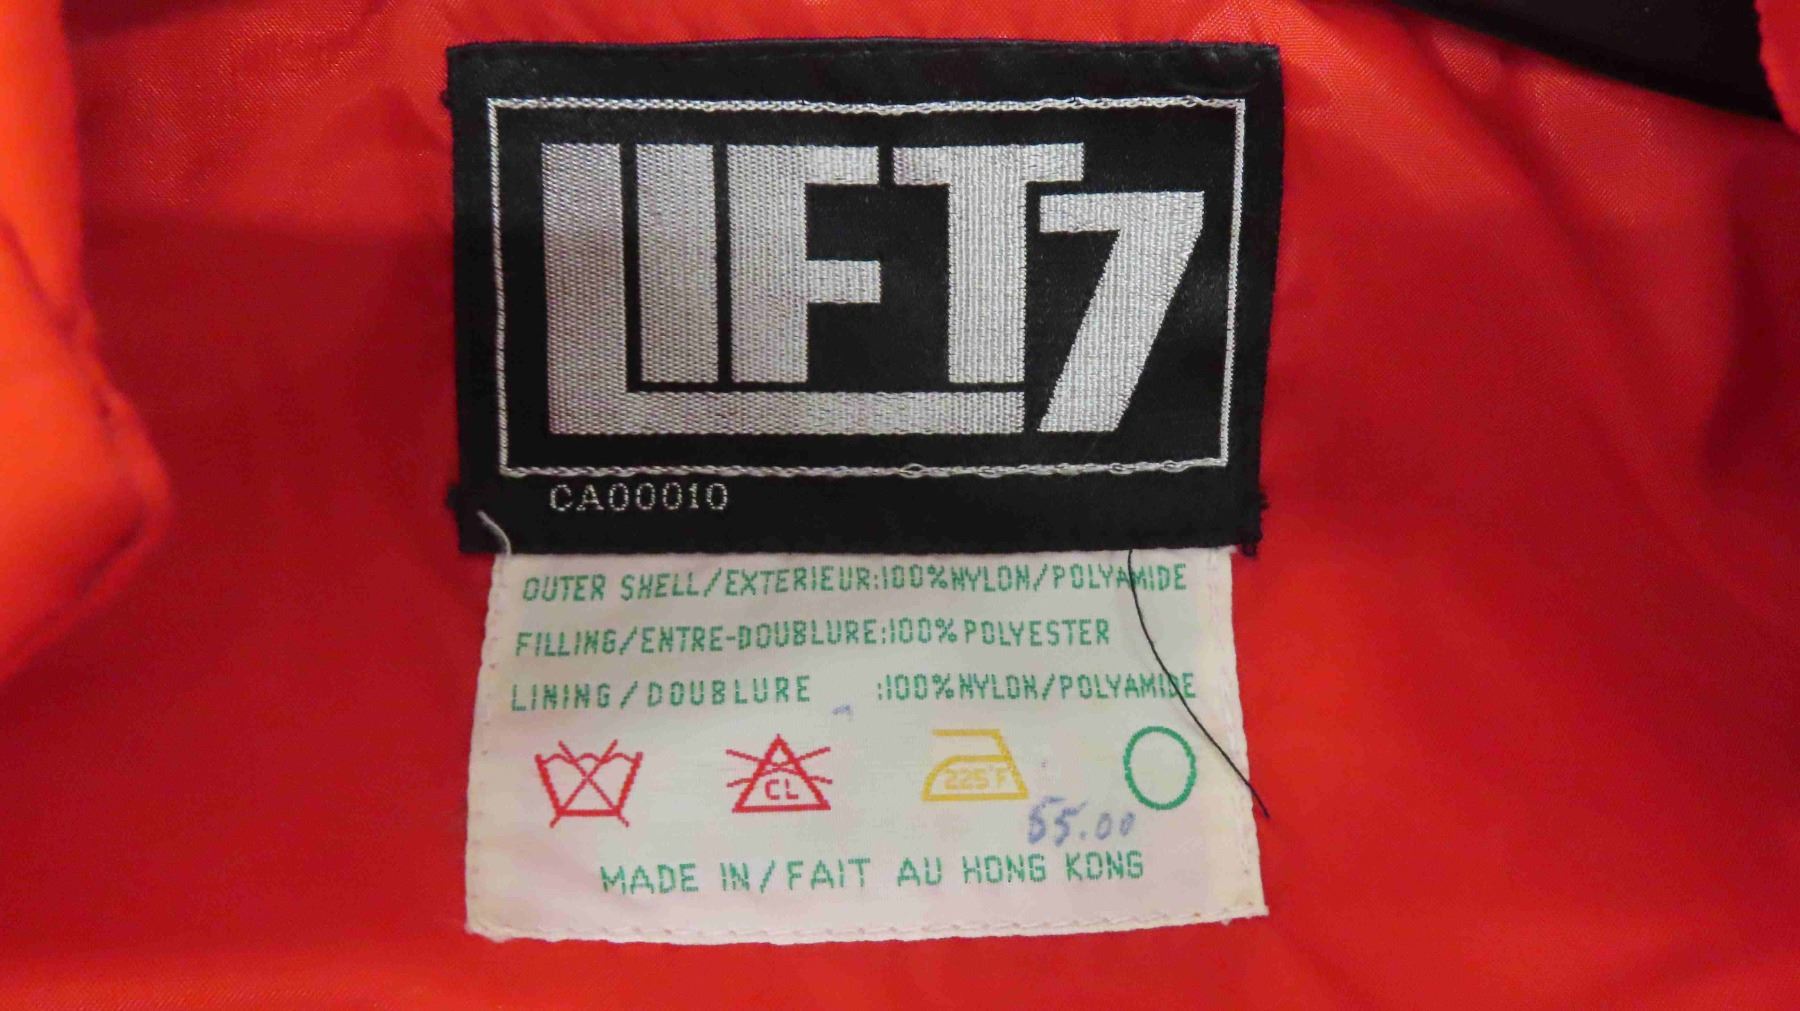 LIFT7
CA00010
OUTER SHELL/EXTERIEUR:100%NYLON/POLYAMIDE
FILLING/ENTRE-DOUBLURE:100% POLYESTER
LINING/DOUBLURE :100%NYLON/POLYAMIDE
CL 225°F
55.00
MADE IN/FAIT AU HONG KONG